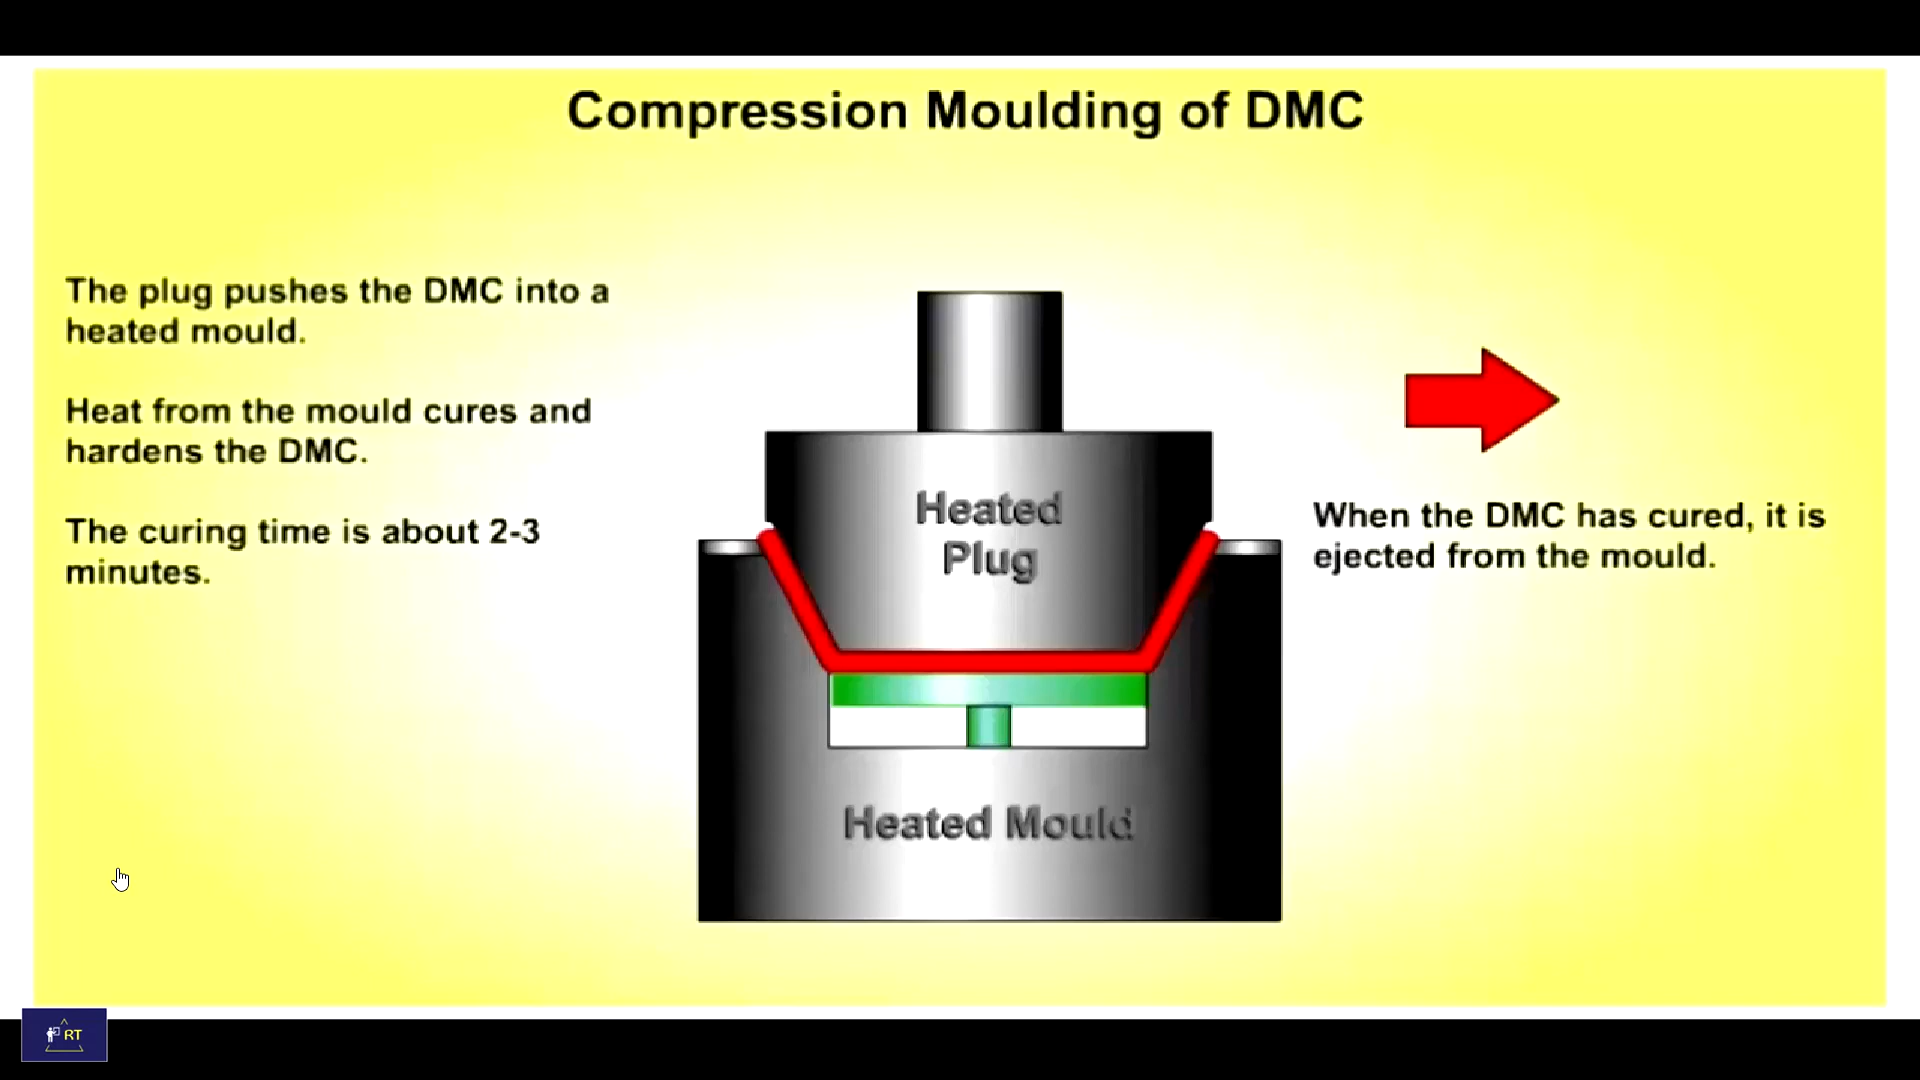 Compression Moulding of DMC
The plug pushes the DMC into a
heated mould.
Heat from the mould cures and
hardens the DMC.
The curing time is about 2-3
minutes.
Heated
Plug
When the DMC has cured, it is
ejected from the mould.
Heated Mould
RT